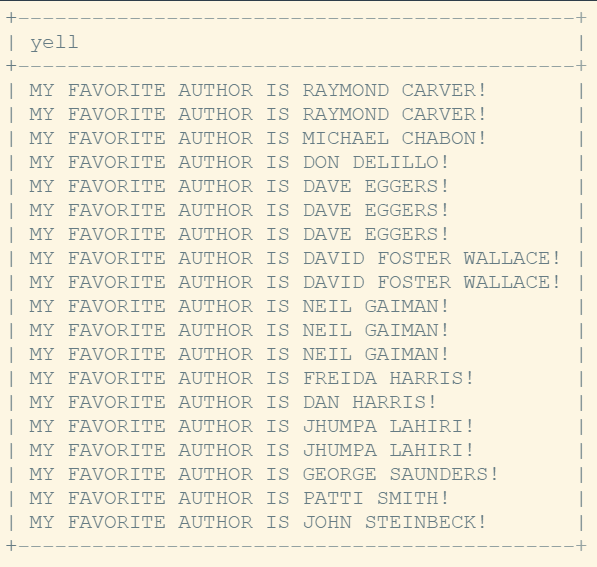 +---------------------------------------------+
| yell                                        |
+---------------------------------------------+
| MY FAVORITE AUTHOR IS RAYMOND CARVER!       |
| MY FAVORITE AUTHOR IS RAYMOND CARVER!       |
| MY FAVORITE AUTHOR IS MICHAEL CHABON!       |
| MY FAVORITE AUTHOR IS DON DELILLO!          |
| MY FAVORITE AUTHOR IS DAVE EGGERS!          |
| MY FAVORITE AUTHOR IS DAVE EGGERS!          |
| MY FAVORITE AUTHOR IS DAVE EGGERS!          |
| MY FAVORITE AUTHOR IS DAVID FOSTER WALLACE! |
| MY FAVORITE AUTHOR IS DAVID FOSTER WALLACE! |
| MY FAVORITE AUTHOR IS NEIL GAIMAN!          |
| MY FAVORITE AUTHOR IS NEIL GAIMAN!          |
| MY FAVORITE AUTHOR IS NEIL GAIMAN!          |
| MY FAVORITE AUTHOR IS FREIDA HARRIS!        |
| MY FAVORITE AUTHOR IS DAN HARRIS!           |
| MY FAVORITE AUTHOR IS JHUMPA LAHIRI!        |
| MY FAVORITE AUTHOR IS JHUMPA LAHIRI!        |
| MY FAVORITE AUTHOR IS GEORGE SAUNDERS!      |
| MY FAVORITE AUTHOR IS PATTI SMITH!          |
| MY FAVORITE AUTHOR IS JOHN STEINBECK!       |
+---------------------------------------------+